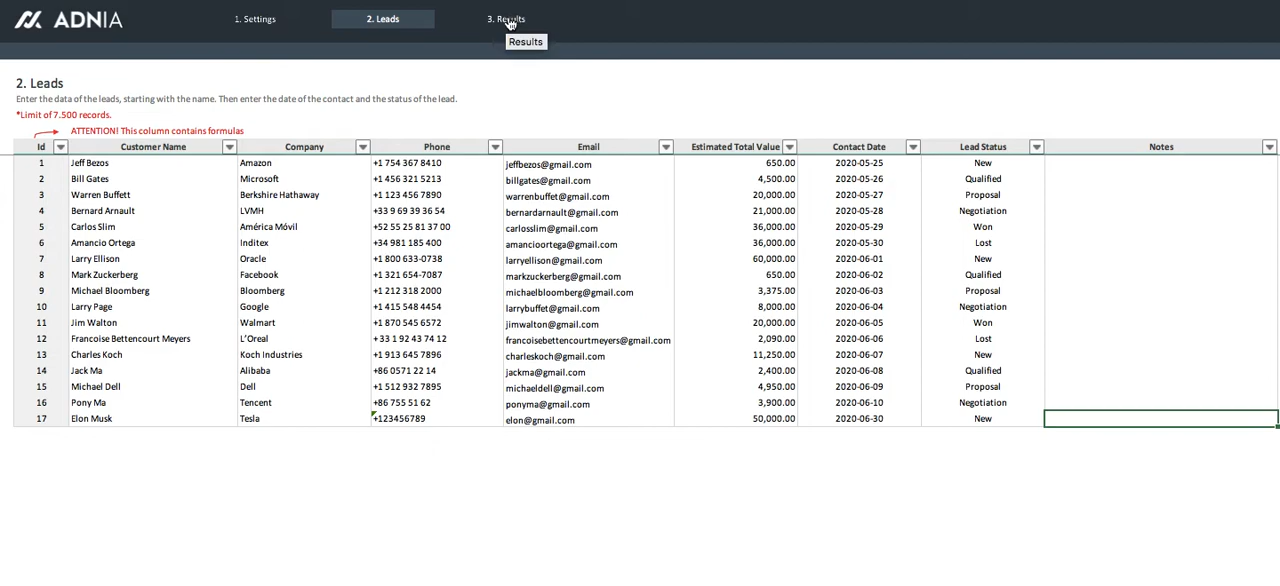 ADNIA 1. Settings 2. Leads 3. Results
Results
2. Leads
Enter the data of the leads, starting with the name. Then enter the date of the contact and the status of the lead.
*Limit of 7.500 records.
ATTENTION! This column contains formulas
Id Customer Name Company Phone Email Estimated Total Value Contact Date Lead Status Notes
1 Jeff Bezos Amazon +1 754 367 8410 jeffbezos@gmail.com 650.00 2020-05-25 New
2 Bill Gates Microsoft +1 456 321 5213 billgates@gmail.com 4,500.00 2020-05-26 Qualified
3 Warren Buffett Berkshire Hathaway +1 123 456 7890 warrenbuffet@gmail.com 20,000.00 2020-05-27 Proposal
4 Bernard Arnault LVMH +33 9 69 39 36 54 bernardarnault@gmail.com 21,000.00 2020-05-28 Negotiation
5 Carlos Slim América Móvil +52 55 25 81 37 00 carlosslim@gmail.com 36,000.00 2020-05-29 Won
6 Amancio Ortega Inditex +34 981 185 400 amancioortega@gmail.com 36,000.00 2020-05-30 Lost
7 Larry Ellison Oracle +1 800 633-0738 larryellison@gmail.com 60,000.00 2020-06-01 New
8 Mark Zuckerberg Facebook +1 321 654-7087 markzuckerberg@gmail.com 650.00 2020-06-02 Qualified
9 Michael Bloomberg Bloomberg +1 212 318 2000 michaelbloomberg@gmail.com 3,375.00 2020-06-03 Proposal
10 Larry Page Google +1 415 548 4454 larrybuffet@gmail.com 8,000.00 2020-06-04 Negotiation
11 Jim Walton Walmart +1 870 545 6572 jimwalton@gmail.com 20,000.00 2020-06-05 Won
12 Francoise Bettencourt Meyers L'Oreal + 33 1 92 43 74 12 francoisebettencourtmeyers@gmail.com 2,090.00 2020-06-06 Lost
13 Charles Koch Koch Industries +1 913 645 7896 charleskoch@gmail.com 11,250.00 2020-06-07 New
14 Jack Ma Alibaba +86 0571 22 14 jackma@gmail.com 2,400.00 2020-06-08 Qualified
15 Michael Dell Dell +1 512 932 7895 michaeldell@gmail.com 4,950.00 2020-06-09 Proposal
16 Pony Ma Tencent +86 755 51 62 ponyma@gmail.com 3,900.00 2020-06-10 Negotiation
17 Elon Musk Tesla +123456789 elon@gmail.com 50,000.00 2020-06-30 New